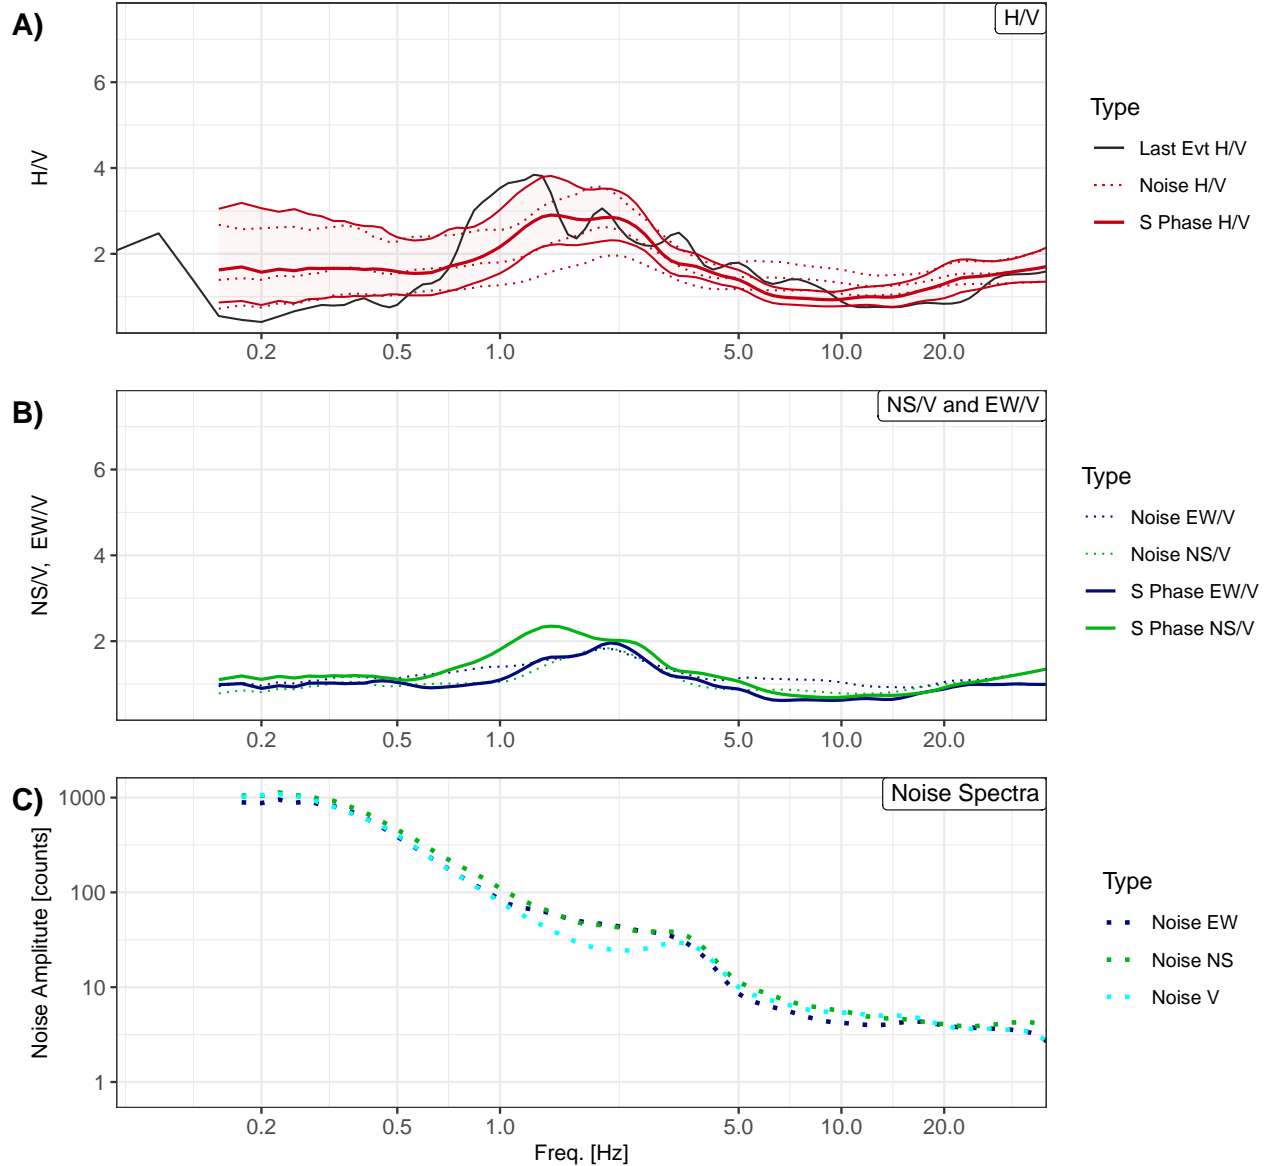 A)
H/V
6
4
2
H/V
0.2 0.5 1.0 5.0 10.0 20.0
Type
Last Evt H/V
Noise H/V
S Phase H/V
B)
NS/V and EW/V
6
4
2
NS/V, EW/V
0.2 0.5 1.0 5.0 10.0 20.0
Type
Noise EW/V
Noise NS/V
S Phase EW/V
S Phase NS/V
C)
Noise Spectra
1000
100
10
1
Noise Amplitute [counts]
0.2 0.5 1.0 5.0 10.0 20.0
Freq. [Hz]
Type
Noise EW
Noise NS
Noise V